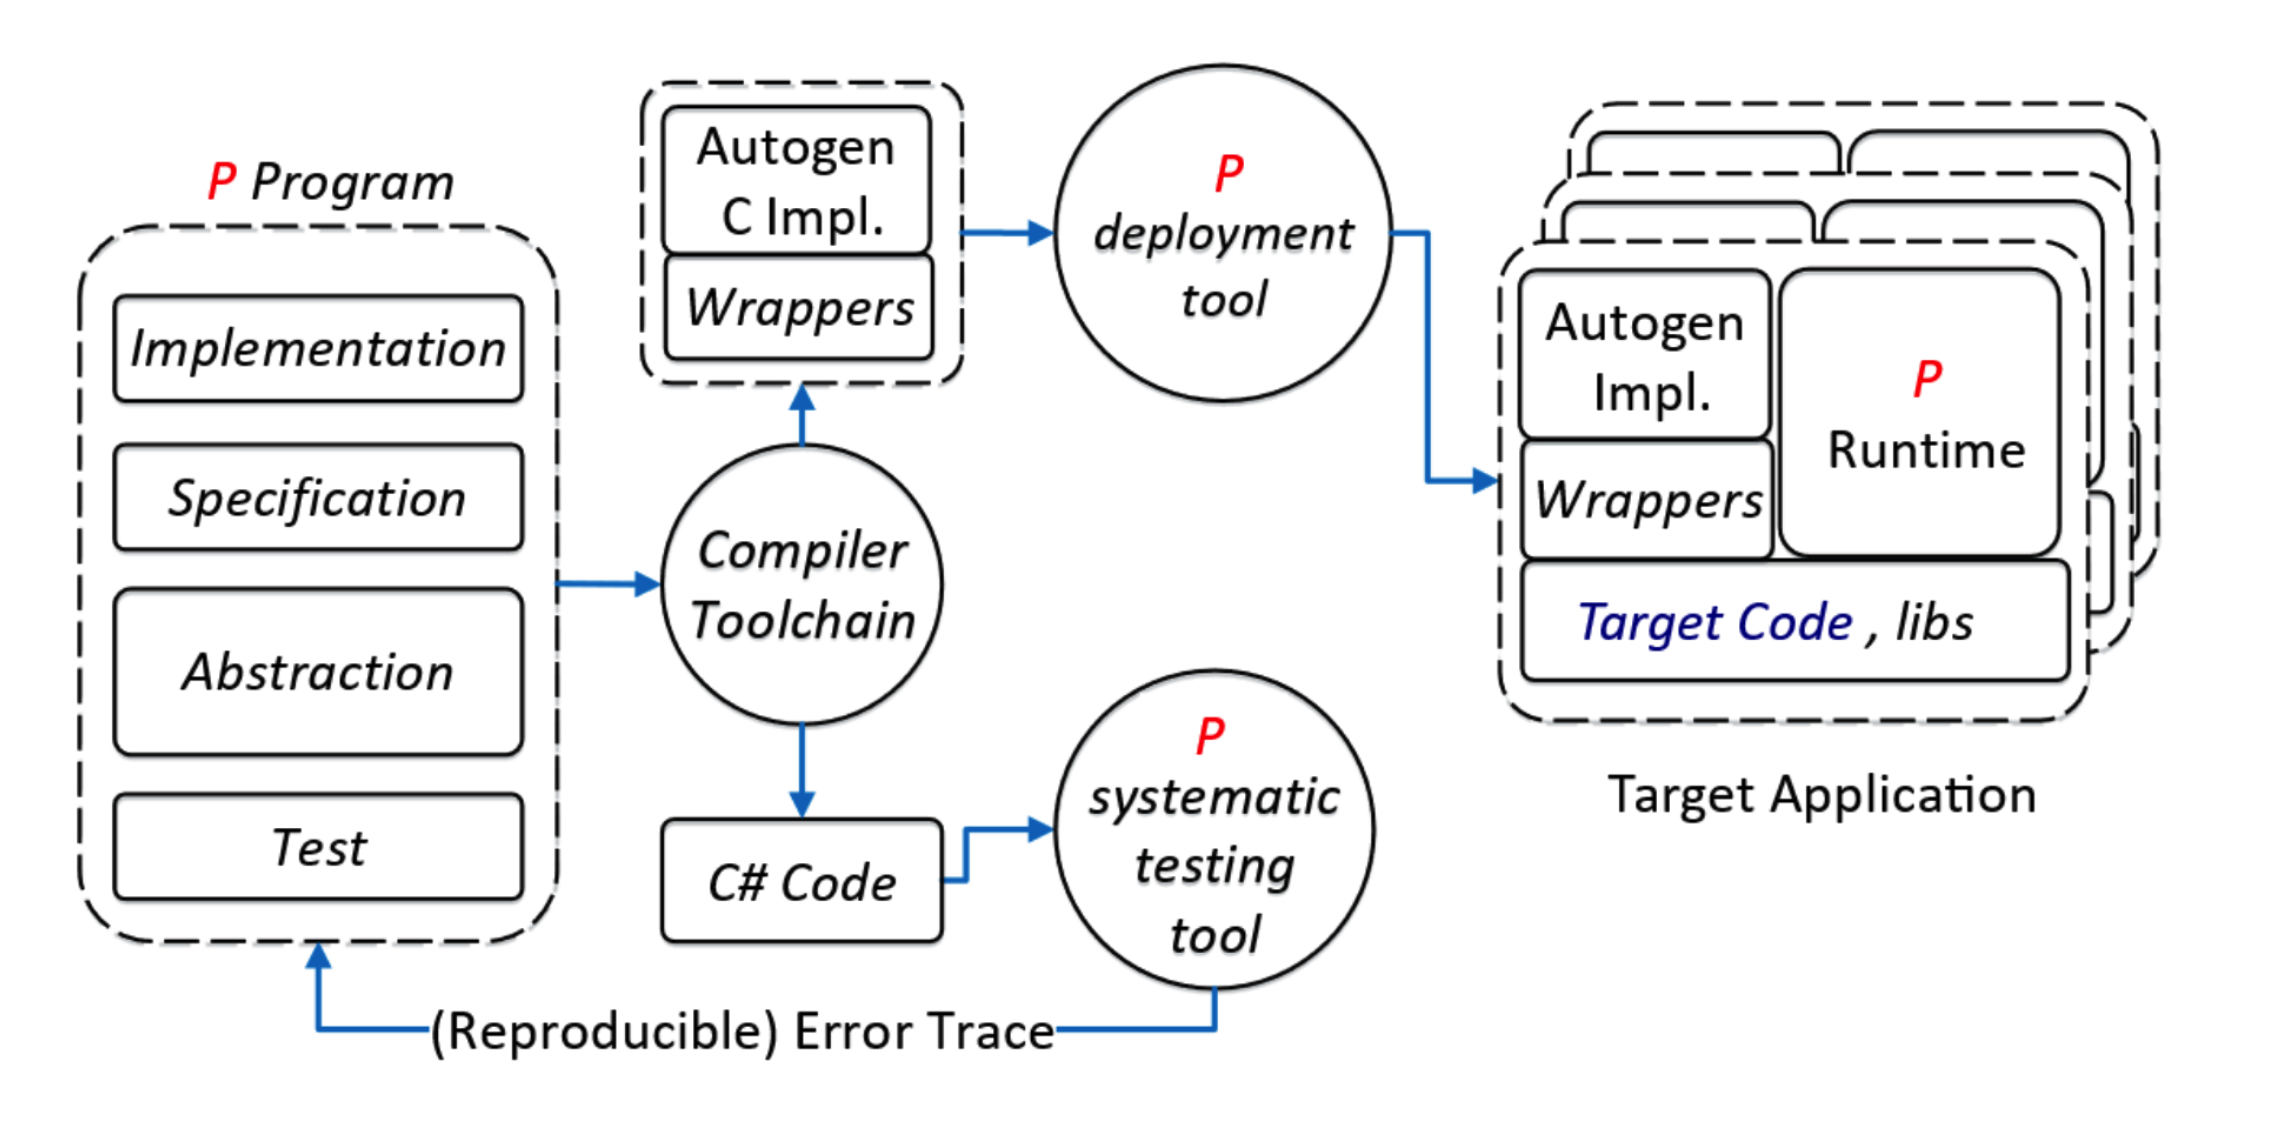 P Program
Implementation
Specification
Abstraction
Test
Autogen
C Impl.
Wrappers
Compiler
Toolchain
C# Code
P
deployment
tool
P
systematic
testing
tool
(Reproducible) Error Trace
Autogen
Impl.
Wrappers
P
Runtime
Target Code , libs
Target Application